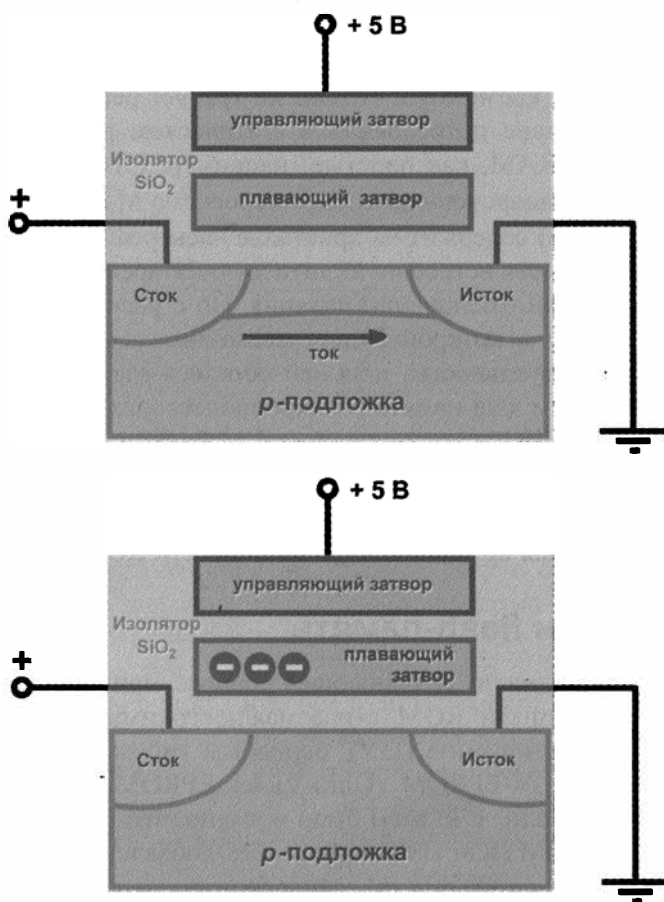 + 5 В
управляющий затвор
Изолятор
SiO₂
плавающий затвор
+
Сток
Исток
ток
p-подложка
+ 5 В
управляющий затвор
Изолятор
SiO₂
плавающий
затвор
+
Сток
Исток
p-подложка